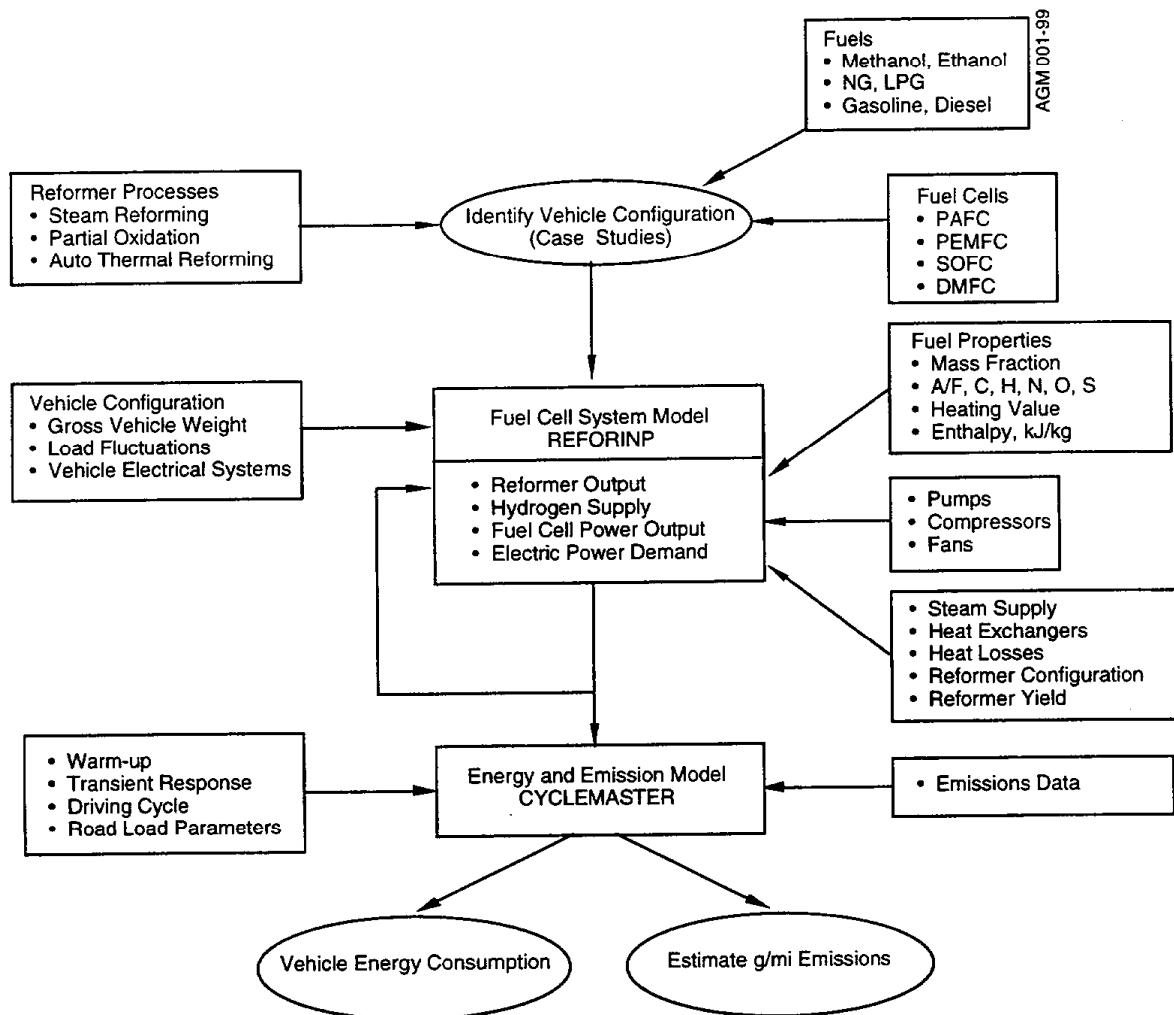 Fuels
• Methanol, Ethanol
• NG, LPG
• Gasoline, Diesel
AGM 001-99
Reformer Processes
• Steam Reforming
• Partial Oxidation
• Auto Thermal Reforming
Identify Vehicle Configuration
(Case Studies)
Fuel Cells
• PAFC
• PEMFC
• SOFC
• DMFC
Vehicle Configuration
• Gross Vehicle Weight
• Load Fluctuations
• Vehicle Electrical Systems
Fuel Cell System Model
REFORINP
• Reformer Output
• Hydrogen Supply
• Fuel Cell Power Output
• Electric Power Demand
Fuel Properties
• Mass Fraction
• A/F, C, H, N, O, S
• Heating Value
• Enthalpy, kJ/kg
• Pumps
• Compressors
• Fans
• Steam Supply
• Heat Exchangers
• Heat Losses
• Reformer Configuration
• Reformer Yield
• Warm-up
• Transient Response
• Driving Cycle
• Road Load Parameters
Energy and Emission Model
CYCLEMASTER
• Emissions Data
Vehicle Energy Consumption
Estimate g/mi Emissions